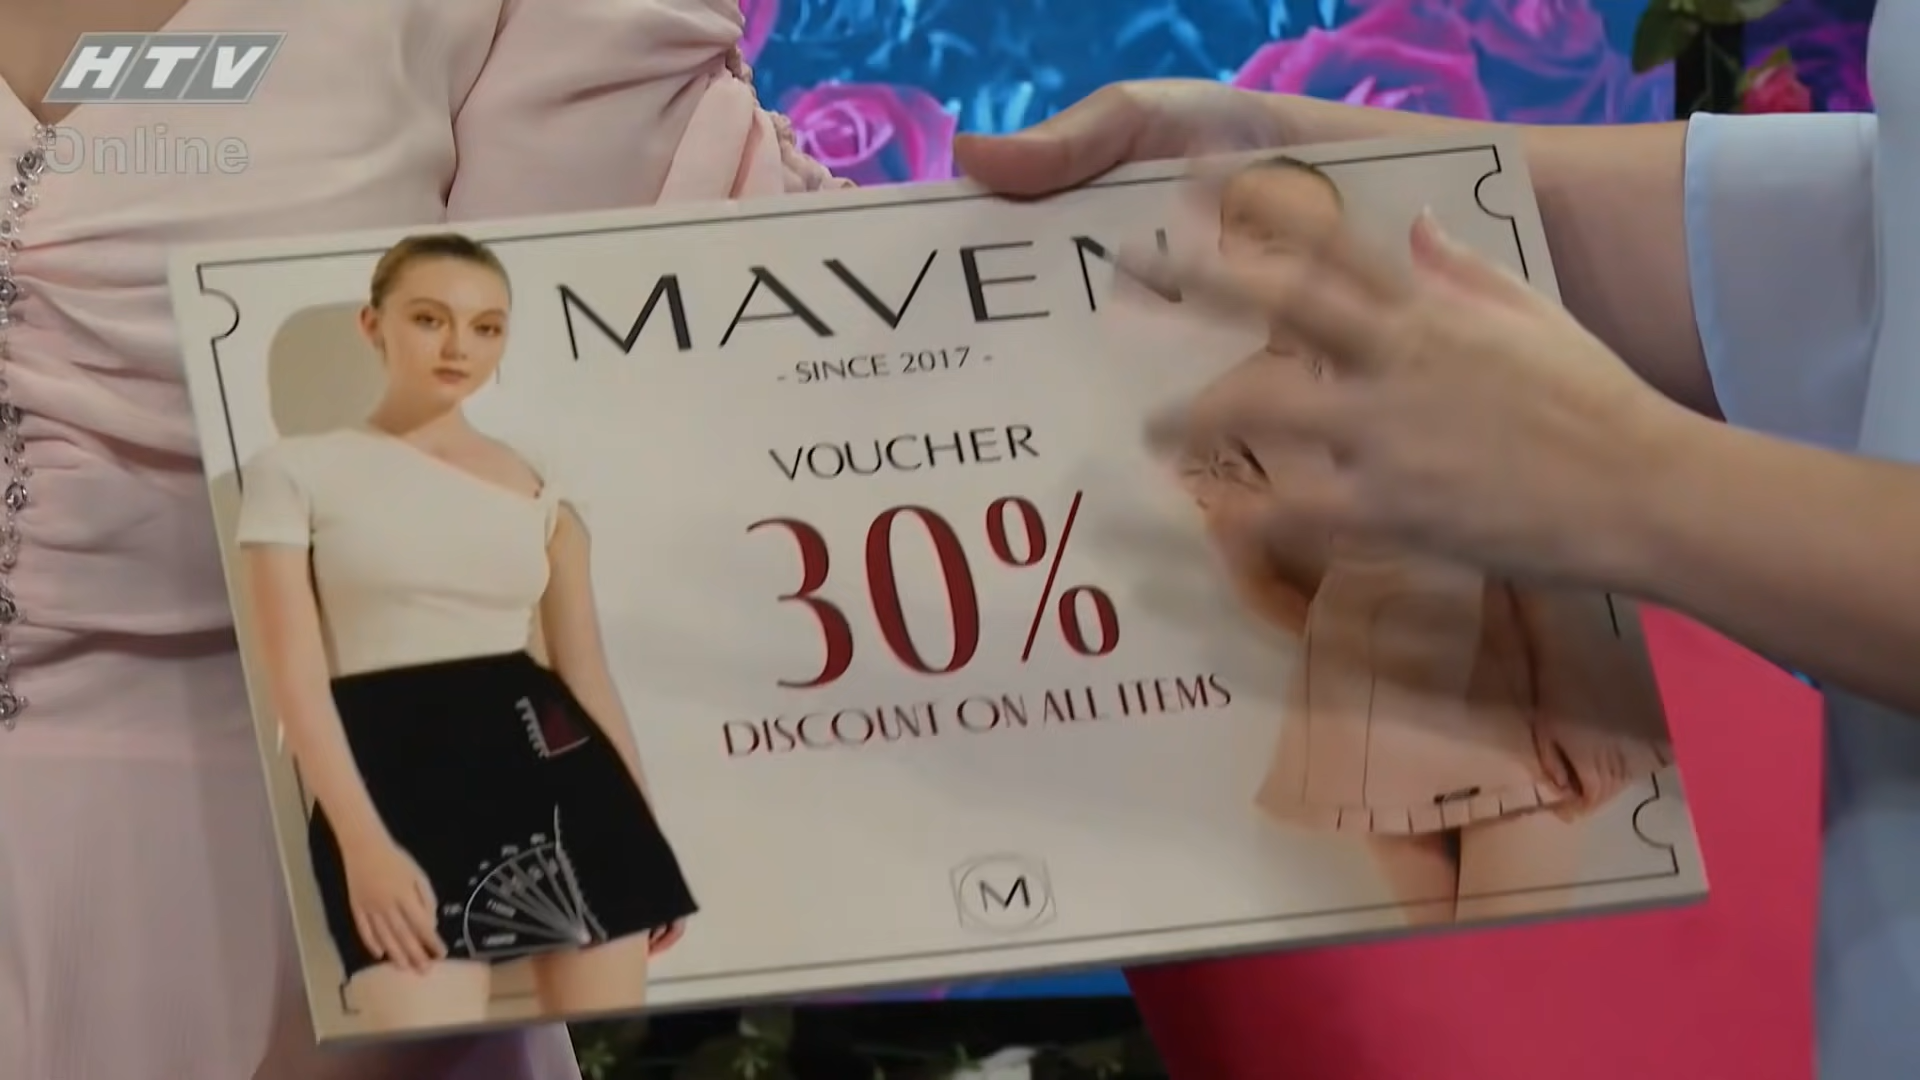 HTV
Online
MAVEN
- SINCE 2017 -
VOUCHER
30%
DISCOUNT ON ALL ITEMS
M